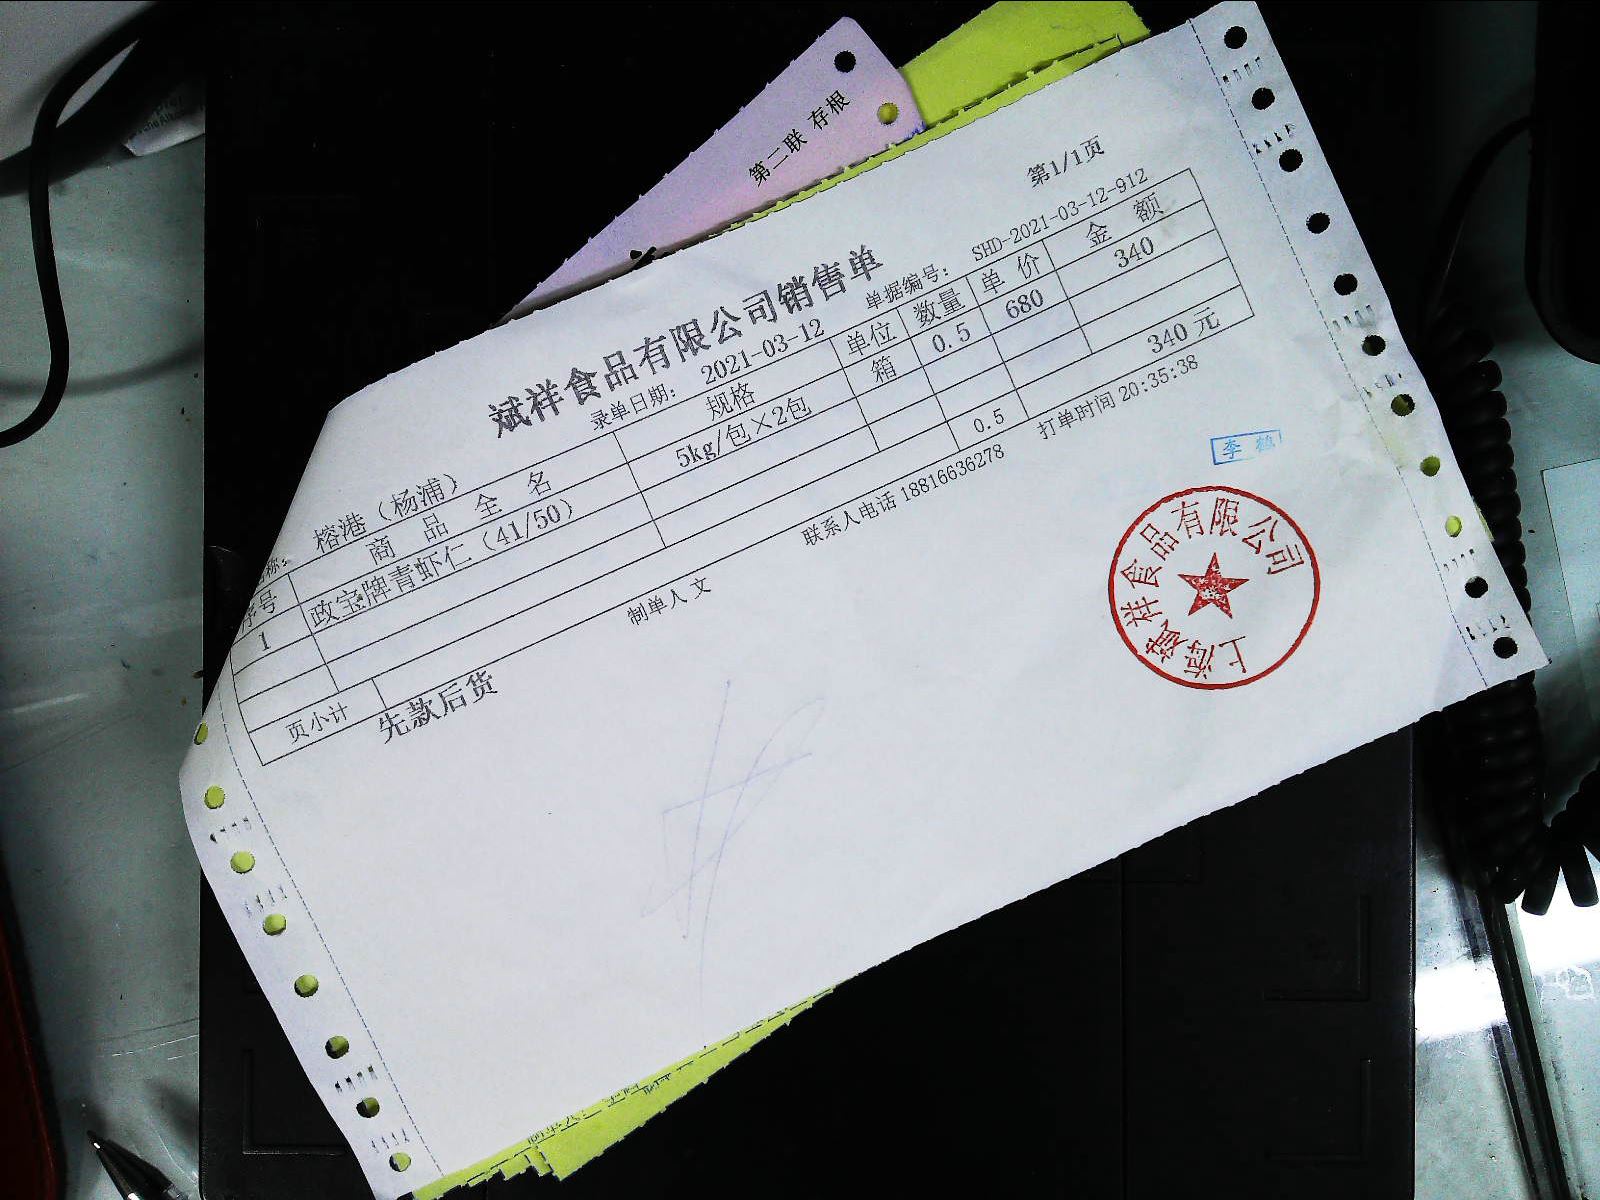 第二联 存根
第1/1页
斌祥食品有限公司销售单
录单日期: 2021-03-12 单据编号: SHD-2021-03-12-912
称: 榕港（杨浦）
序号 商品全名 规格 单位 数量 单价 金额
1 政宝牌青虾仁（41/50） 5kg/包×2包 箱 0.5 680 340
页小计 0.5 340 元
先款后货 制单人 文 联系人电话 18816636278 打单时间 20:35:38
李鹤
上海斌祥食品有限公司